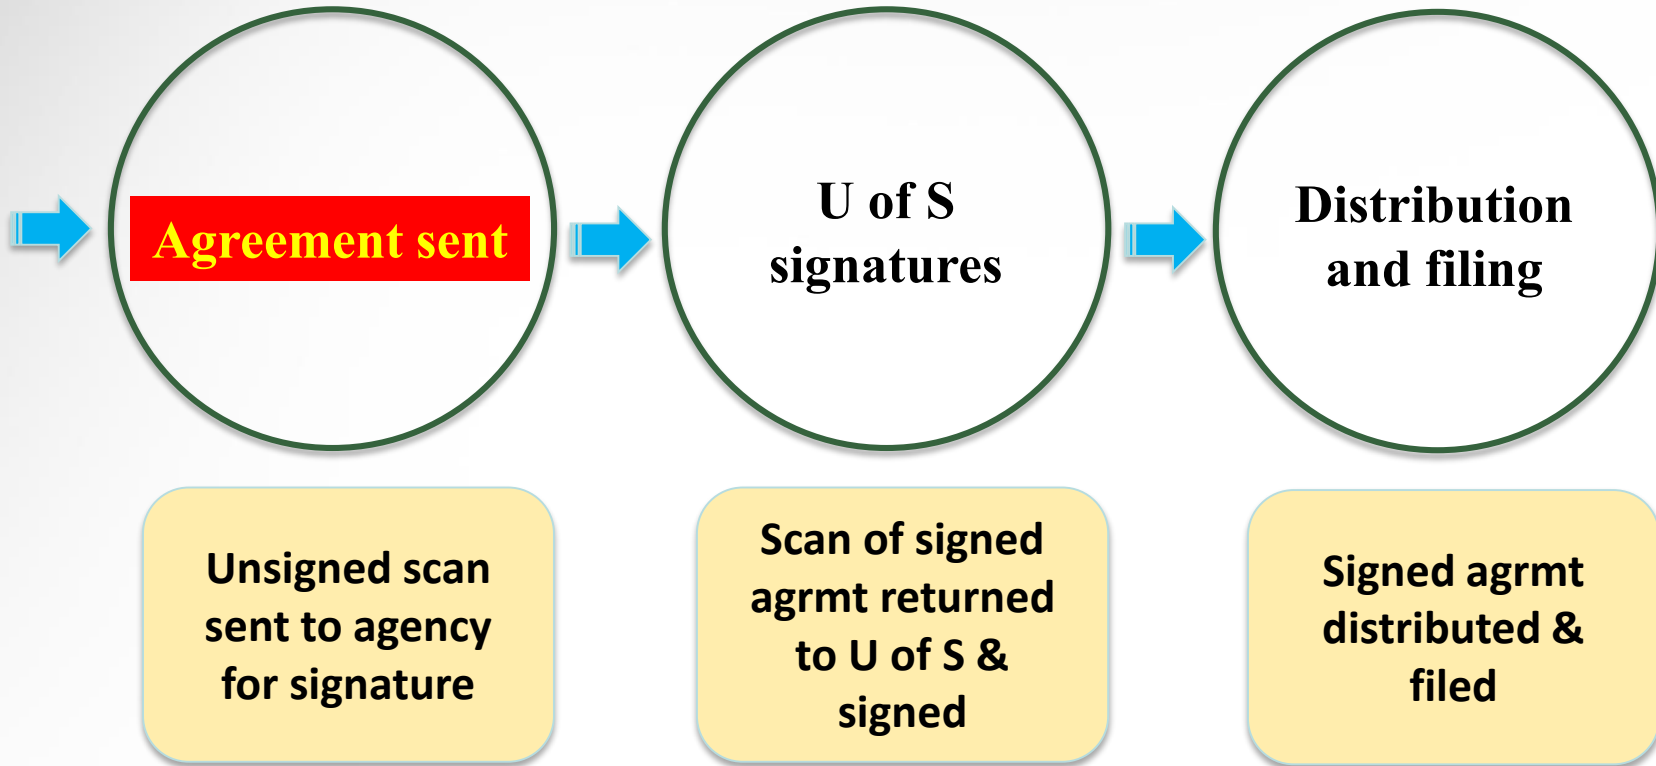 Agreement sent
U of S
signatures
Distribution
and filing
Unsigned scan
sent to agency
for signature
Scan of signed
agrmt returned
to U of S &
signed
Signed agrmt
distributed &
filed